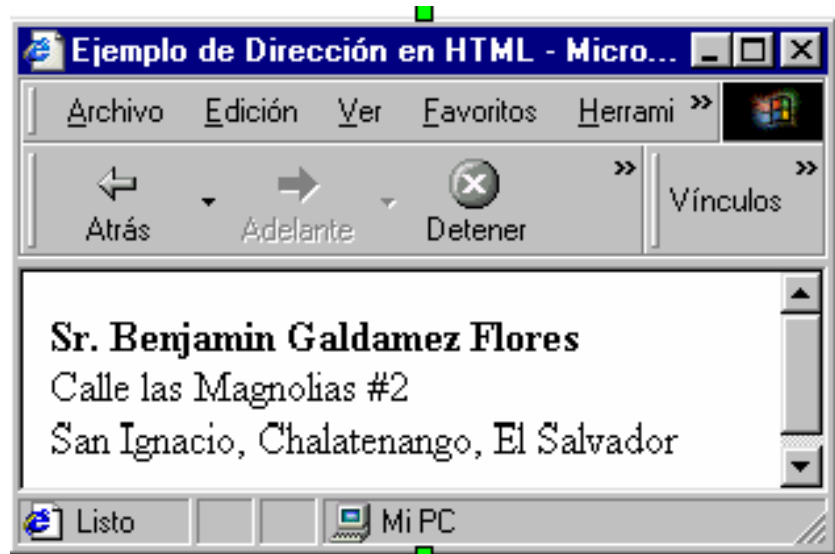 Ejemplo de Dirección en HTML - Micro...
Archivo Edición Ver Favoritos Herrami »
Atrás Adelante Detener » Vínculos »
Sr. Benjamin Galdamez Flores
Calle las Magnolias #2
San Ignacio, Chalatenango, El Salvador
Listo Mi PC